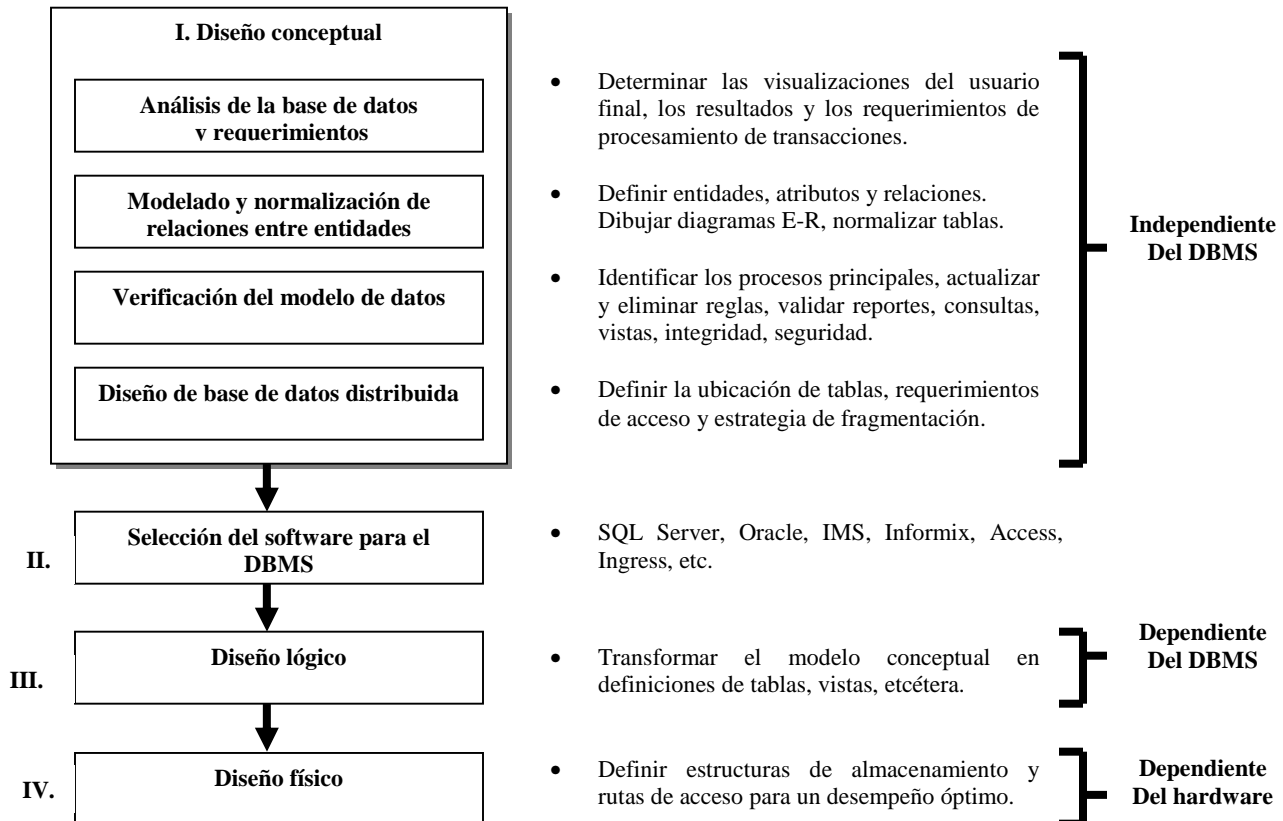 I. Diseño conceptual
Análisis de la base de datos
y requerimientos
• Determinar las visualizaciones del usuario
final, los resultados y los requerimientos de
procesamiento de transacciones.
Modelado y normalización de
relaciones entre entidades
• Definir entidades, atributos y relaciones.
Dibujar diagramas E-R, normalizar tablas.
Verificación del modelo de datos
• Identificar los procesos principales, actualizar
y eliminar reglas, validar reportes, consultas,
vistas, integridad, seguridad.
Diseño de base de datos distribuida
• Definir la ubicación de tablas, requerimientos
de acceso y estrategia de fragmentación.
Independiente
Del DBMS
II.
Selección del software para el
DBMS
• SQL Server, Oracle, IMS, Informix, Access,
Ingress, etc.
III.
Diseño lógico
• Transformar el modelo conceptual en
definiciones de tablas, vistas, etcétera.
Dependiente
Del DBMS
IV.
Diseño físico
• Definir estructuras de almacenamiento y
rutas de acceso para un desempeño óptimo.
Dependiente
Del hardware